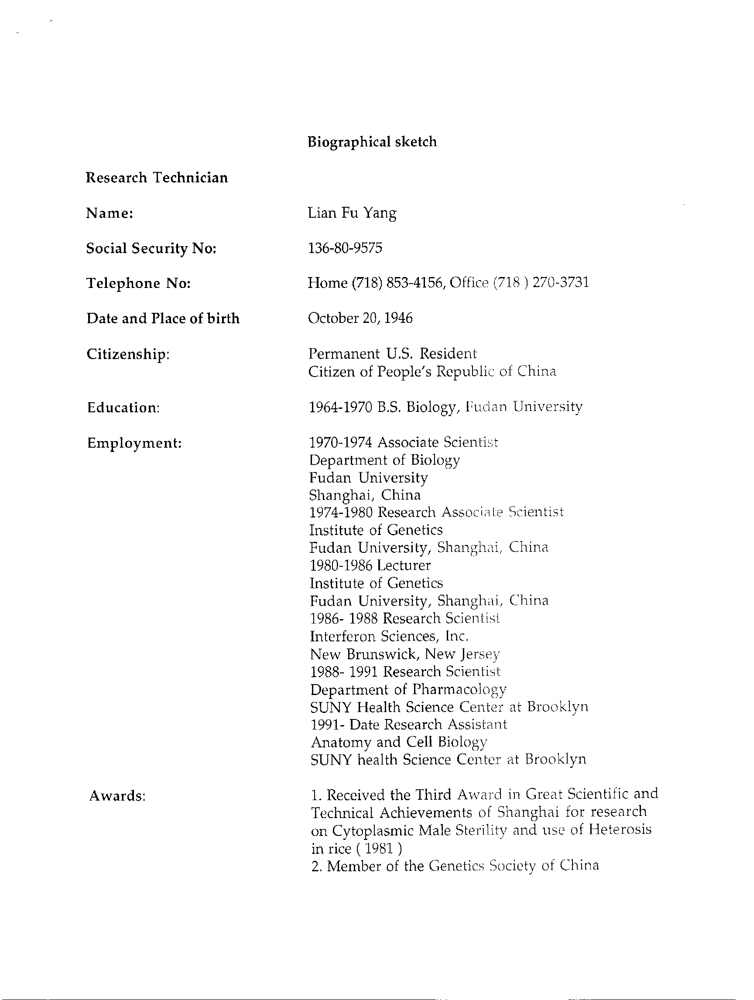 Biographical sketch
Research Technician
Name: Lian Fu Yang
Social Security No: 136-80-9575
Telephone No: Home (718) 853-4156, Office (718 ) 270-3731
Date and Place of birth October 20, 1946
Citizenship: Permanent U.S. Resident
Citizen of People's Republic of China
Education: 1964-1970 B.S. Biology, Fudan University
Employment: 1970-1974 Associate Scientist
Department of Biology
Fudan University
Shanghai, China
1974-1980 Research Associate Scientist
Institute of Genetics
Fudan University, Shanghai, China
1980-1986 Lecturer
Institute of Genetics
Fudan University, Shanghai, China
1986- 1988 Research Scientist
Interferon Sciences, Inc.
New Brunswick, New Jersey
1988- 1991 Research Scientist
Department of Pharmacology
SUNY Health Science Center at Brooklyn
1991- Date Research Assistant
Anatomy and Cell Biology
SUNY health Science Center at Brooklyn
Awards: 1. Received the Third Award in Great Scientific and
Technical Achievements of Shanghai for research
on Cytoplasmic Male Sterility and use of Heterosis
in rice ( 1981 )
2. Member of the Genetics Society of China